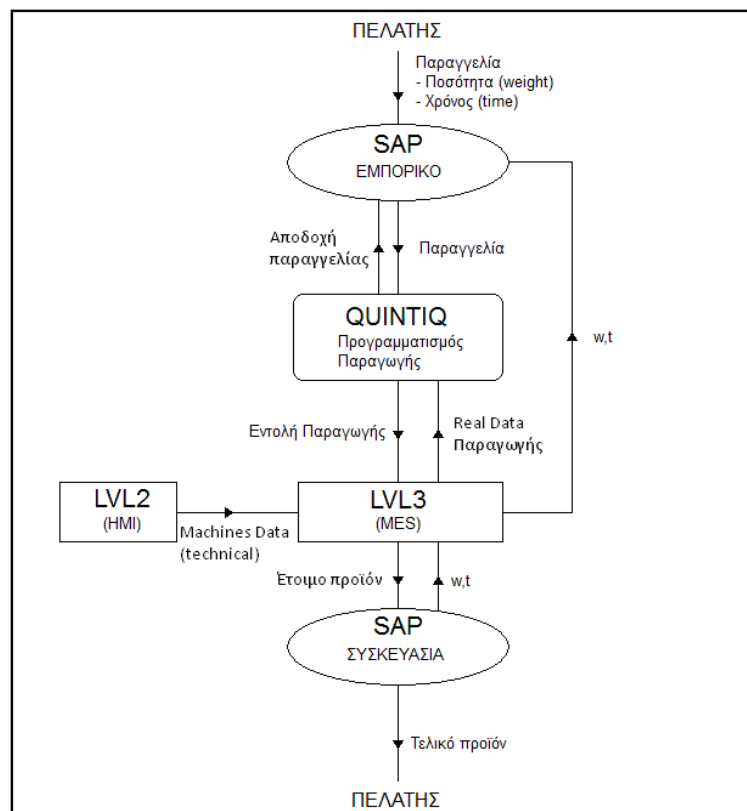 ΠΕΛΑΤΗΣ
Παραγγελία
- Ποσότητα (weight)
- Χρόνος (time)
SAP
ΕΜΠΟΡΙΚΟ
Αποδοχή
παραγγελίας
Παραγγελία
QUINTIQ
Προγραμματισμός
Παραγωγής
w,t
Εντολή Παραγωγής
Real Data
Παραγωγής
LVL2
(HMI)
Machines Data
(technical)
LVL3
(MES)
Έτοιμο προϊόν
w,t
SAP
ΣΥΣΚΕΥΑΣΙΑ
Τελικό προϊόν
ΠΕΛΑΤΗΣ